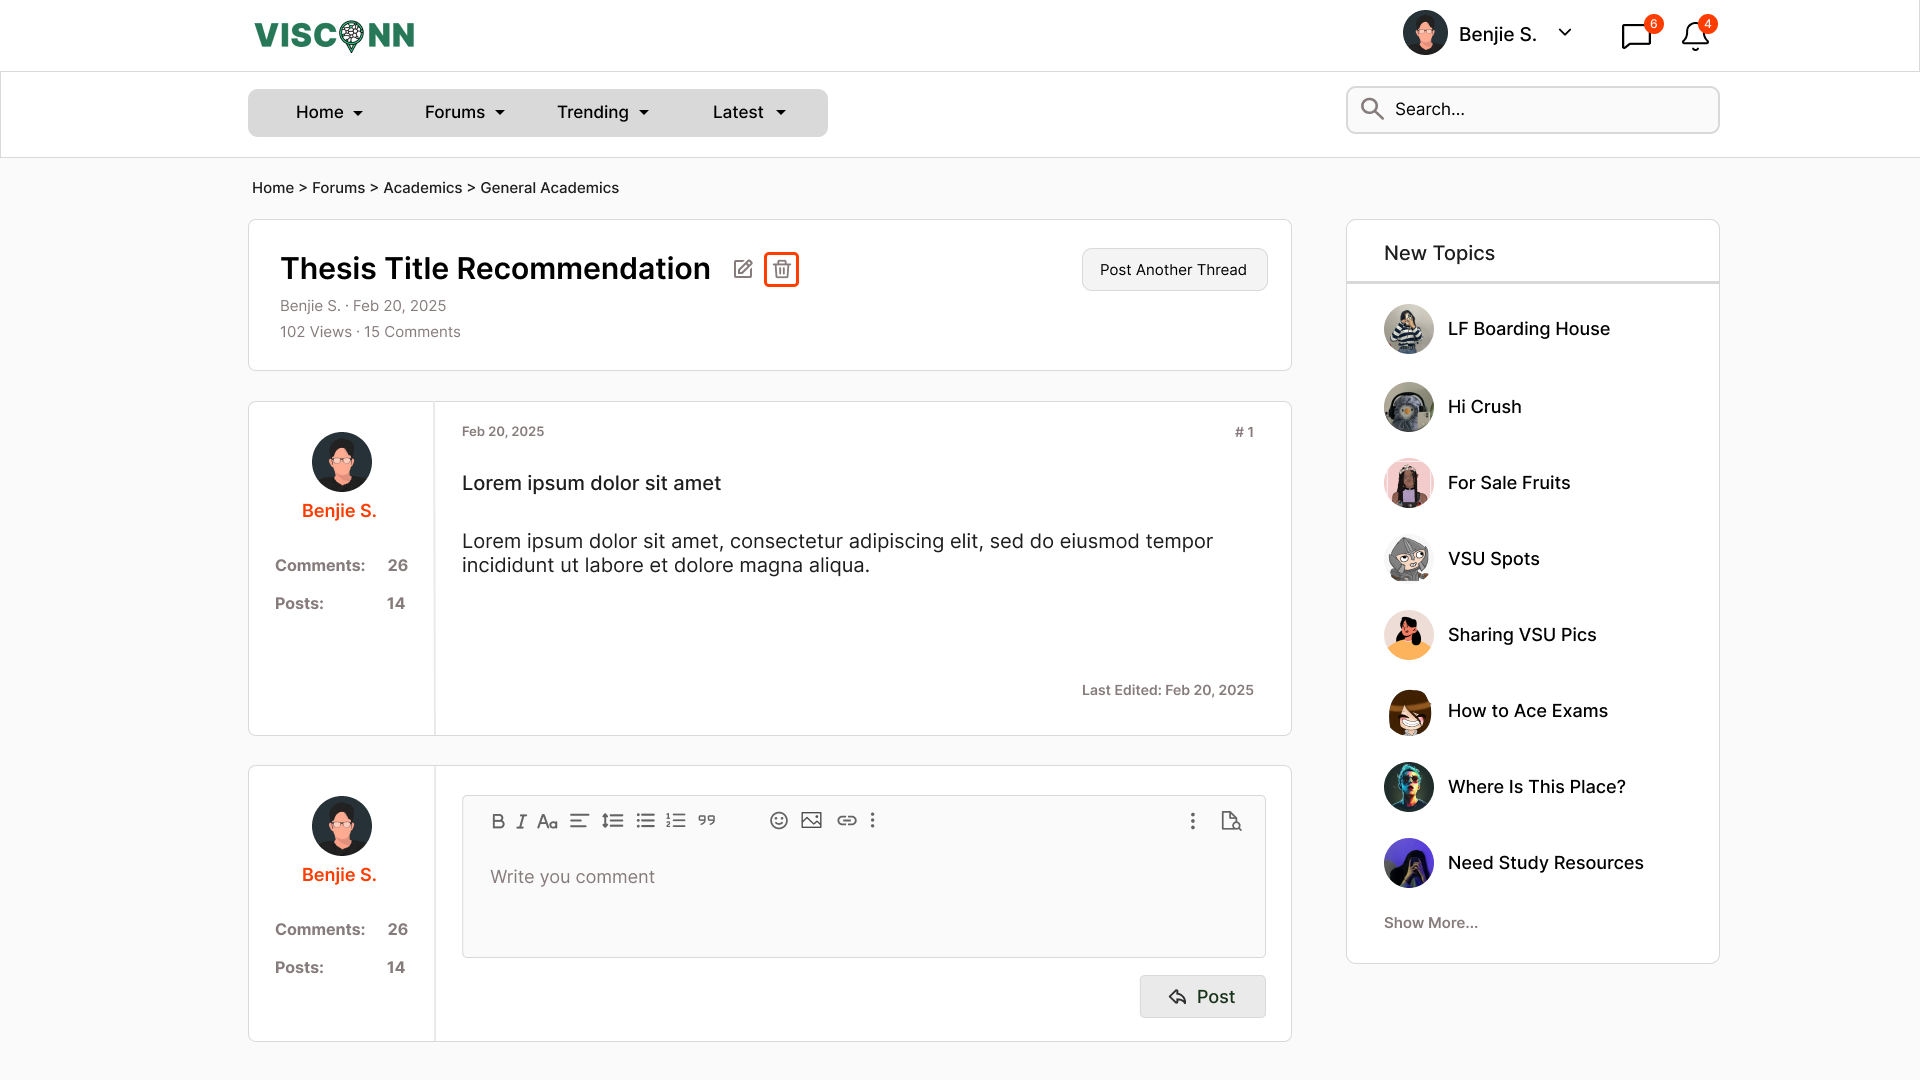 VISCONN
Benjie S.
6
4
Home
Forums
Trending
Latest
Search...
Home > Forums > Academics > General Academics
Thesis Title Recommendation
Post Another Thread
Benjie S. · Feb 20, 2025
102 Views · 15 Comments
Benjie S.
Comments: 26
Posts: 14
Feb 20, 2025
# 1
Lorem ipsum dolor sit amet
Lorem ipsum dolor sit amet, consectetur adipiscing elit, sed do eiusmod tempor
incididunt ut labore et dolore magna aliqua.
Last Edited: Feb 20, 2025
Benjie S.
Comments: 26
Posts: 14
B I Aa
Write you comment
Post
New Topics
LF Boarding House
Hi Crush
For Sale Fruits
VSU Spots
Sharing VSU Pics
How to Ace Exams
Where Is This Place?
Need Study Resources
Show More...